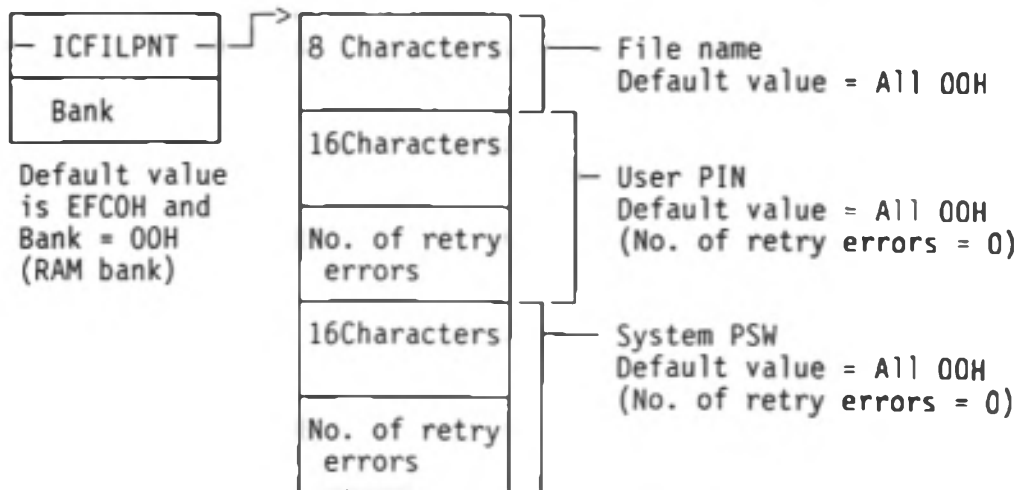 ICFILPNT
Bank
Default value
is EFC0H and
Bank = 00H
(RAM bank)
8 Characters
16Characters
No. of retry
errors
16Characters
No. of retry
errors
File name
Default value = All 00H
User PIN
Default value = All 00H
(No. of retry errors = 0)
System PSW
Default value = All 00H
(No. of retry errors = 0)